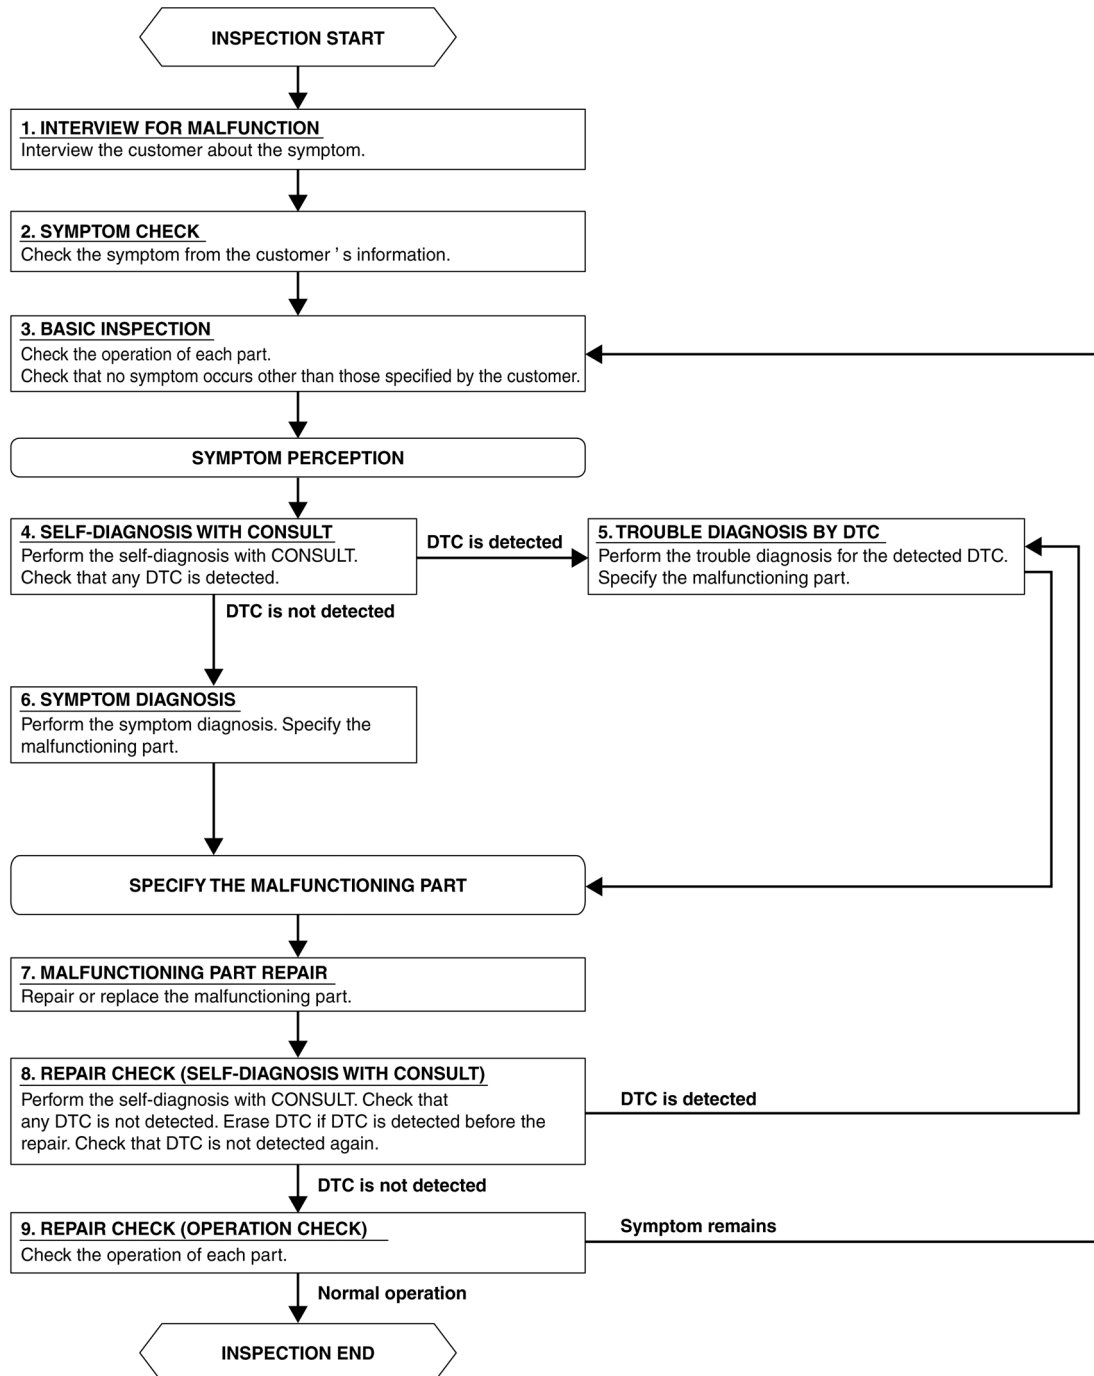 INSPECTION START
1. INTERVIEW FOR MALFUNCTION
Interview the customer about the symptom.
2. SYMPTOM CHECK
Check the symptom from the customer ’ s information.
3. BASIC INSPECTION
Check the operation of each part.
Check that no symptom occurs other than those specified by the customer.
SYMPTOM PERCEPTION
4. SELF-DIAGNOSIS WITH CONSULT
Perform the self-diagnosis with CONSULT.
Check that any DTC is detected.
DTC is detected
5. TROUBLE DIAGNOSIS BY DTC
Perform the trouble diagnosis for the detected DTC.
Specify the malfunctioning part.
DTC is not detected
6. SYMPTOM DIAGNOSIS
Perform the symptom diagnosis. Specify the
malfunctioning part.
SPECIFY THE MALFUNCTIONING PART
7. MALFUNCTIONING PART REPAIR
Repair or replace the malfunctioning part.
8. REPAIR CHECK (SELF-DIAGNOSIS WITH CONSULT)
Perform the self-diagnosis with CONSULT. Check that
any DTC is not detected. Erase DTC if DTC is detected before the
repair. Check that DTC is not detected again.
DTC is detected
DTC is not detected
9. REPAIR CHECK (OPERATION CHECK)
Check the operation of each part.
Symptom remains
Normal operation
INSPECTION END